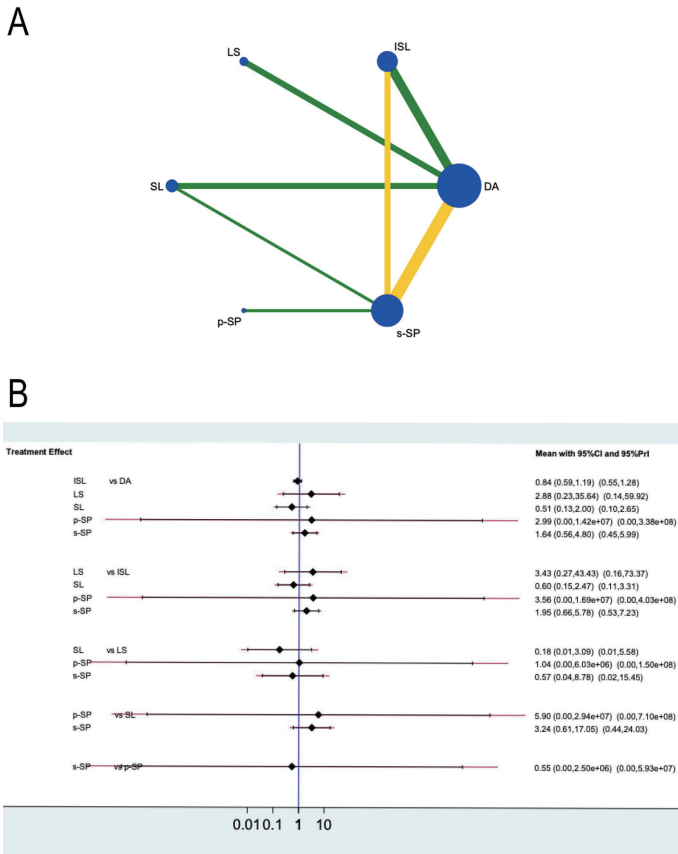 A
LS
ISL
SL
DA
p-SP
s-SP
B
Treatment Effect Mean with 95%CI and 95%PrI
ISL vs DA 0.84 (0.59,1.19) (0.55,1.28)
LS 2.88 (0.23,35.64) (0.14,59.92)
SL 0.51 (0.13,2.00) (0.10,2.65)
p-SP 2.99 (0.00,1.42e+07) (0.00,3.38e+08)
s-SP 1.64 (0.56,4.80) (0.45,5.99)
LS vs ISL 3.43 (0.27,43.43) (0.16,73.37)
SL 0.60 (0.15,2.47) (0.11,3.31)
p-SP 3.56 (0.00,1.69e+07) (0.00,4.03e+08)
s-SP 1.95 (0.66,5.78) (0.53,7.23)
SL vs LS 0.18 (0.01,3.09) (0.01,5.58)
p-SP 1.04 (0.00,6.03e+06) (0.00,1.50e+08)
s-SP 0.57 (0.04,8.78) (0.02,15.45)
p-SP vs SL 5.90 (0.00,2.94e+07) (0.00,7.10e+08)
s-SP 3.24 (0.61,17.05) (0.44,24.03)
s-SP vs p-SP 0.55 (0.00,2.50e+06) (0.00,5.93e+07)
0.01 0.1 1 10